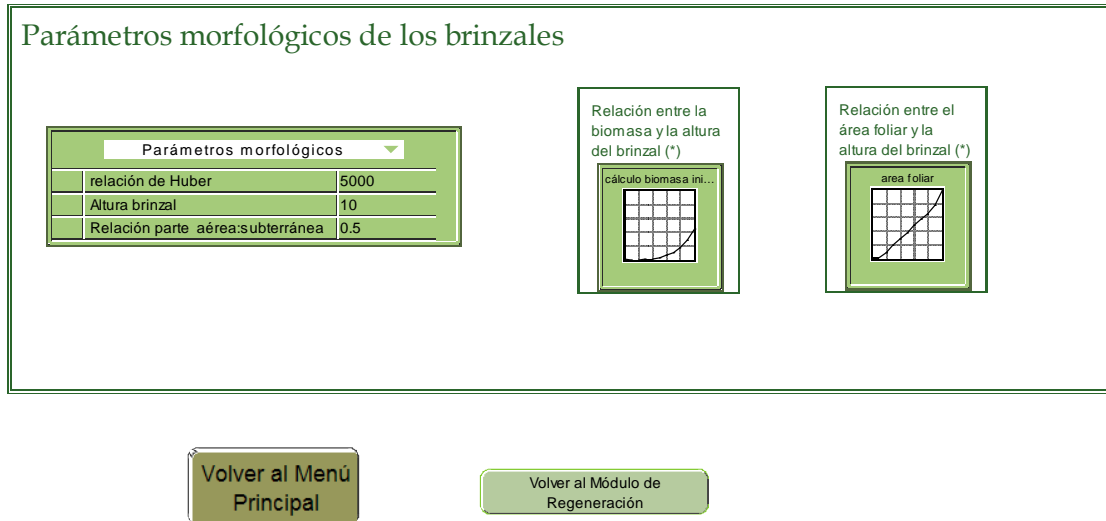 Parámetros morfológicos de los brinzales
Parámetros morfológicos
relación de Huber 5000
Altura brinzal 10
Relación parte aérea:subterránea 0.5
Relación entre la
biomasa y la altura
del brinzal (*)
cálculo biomasa ini...
Relación entre el
área foliar y la
altura del brinzal (*)
area foliar
Volver al Menú
Principal
Volver al Módulo de
Regeneración